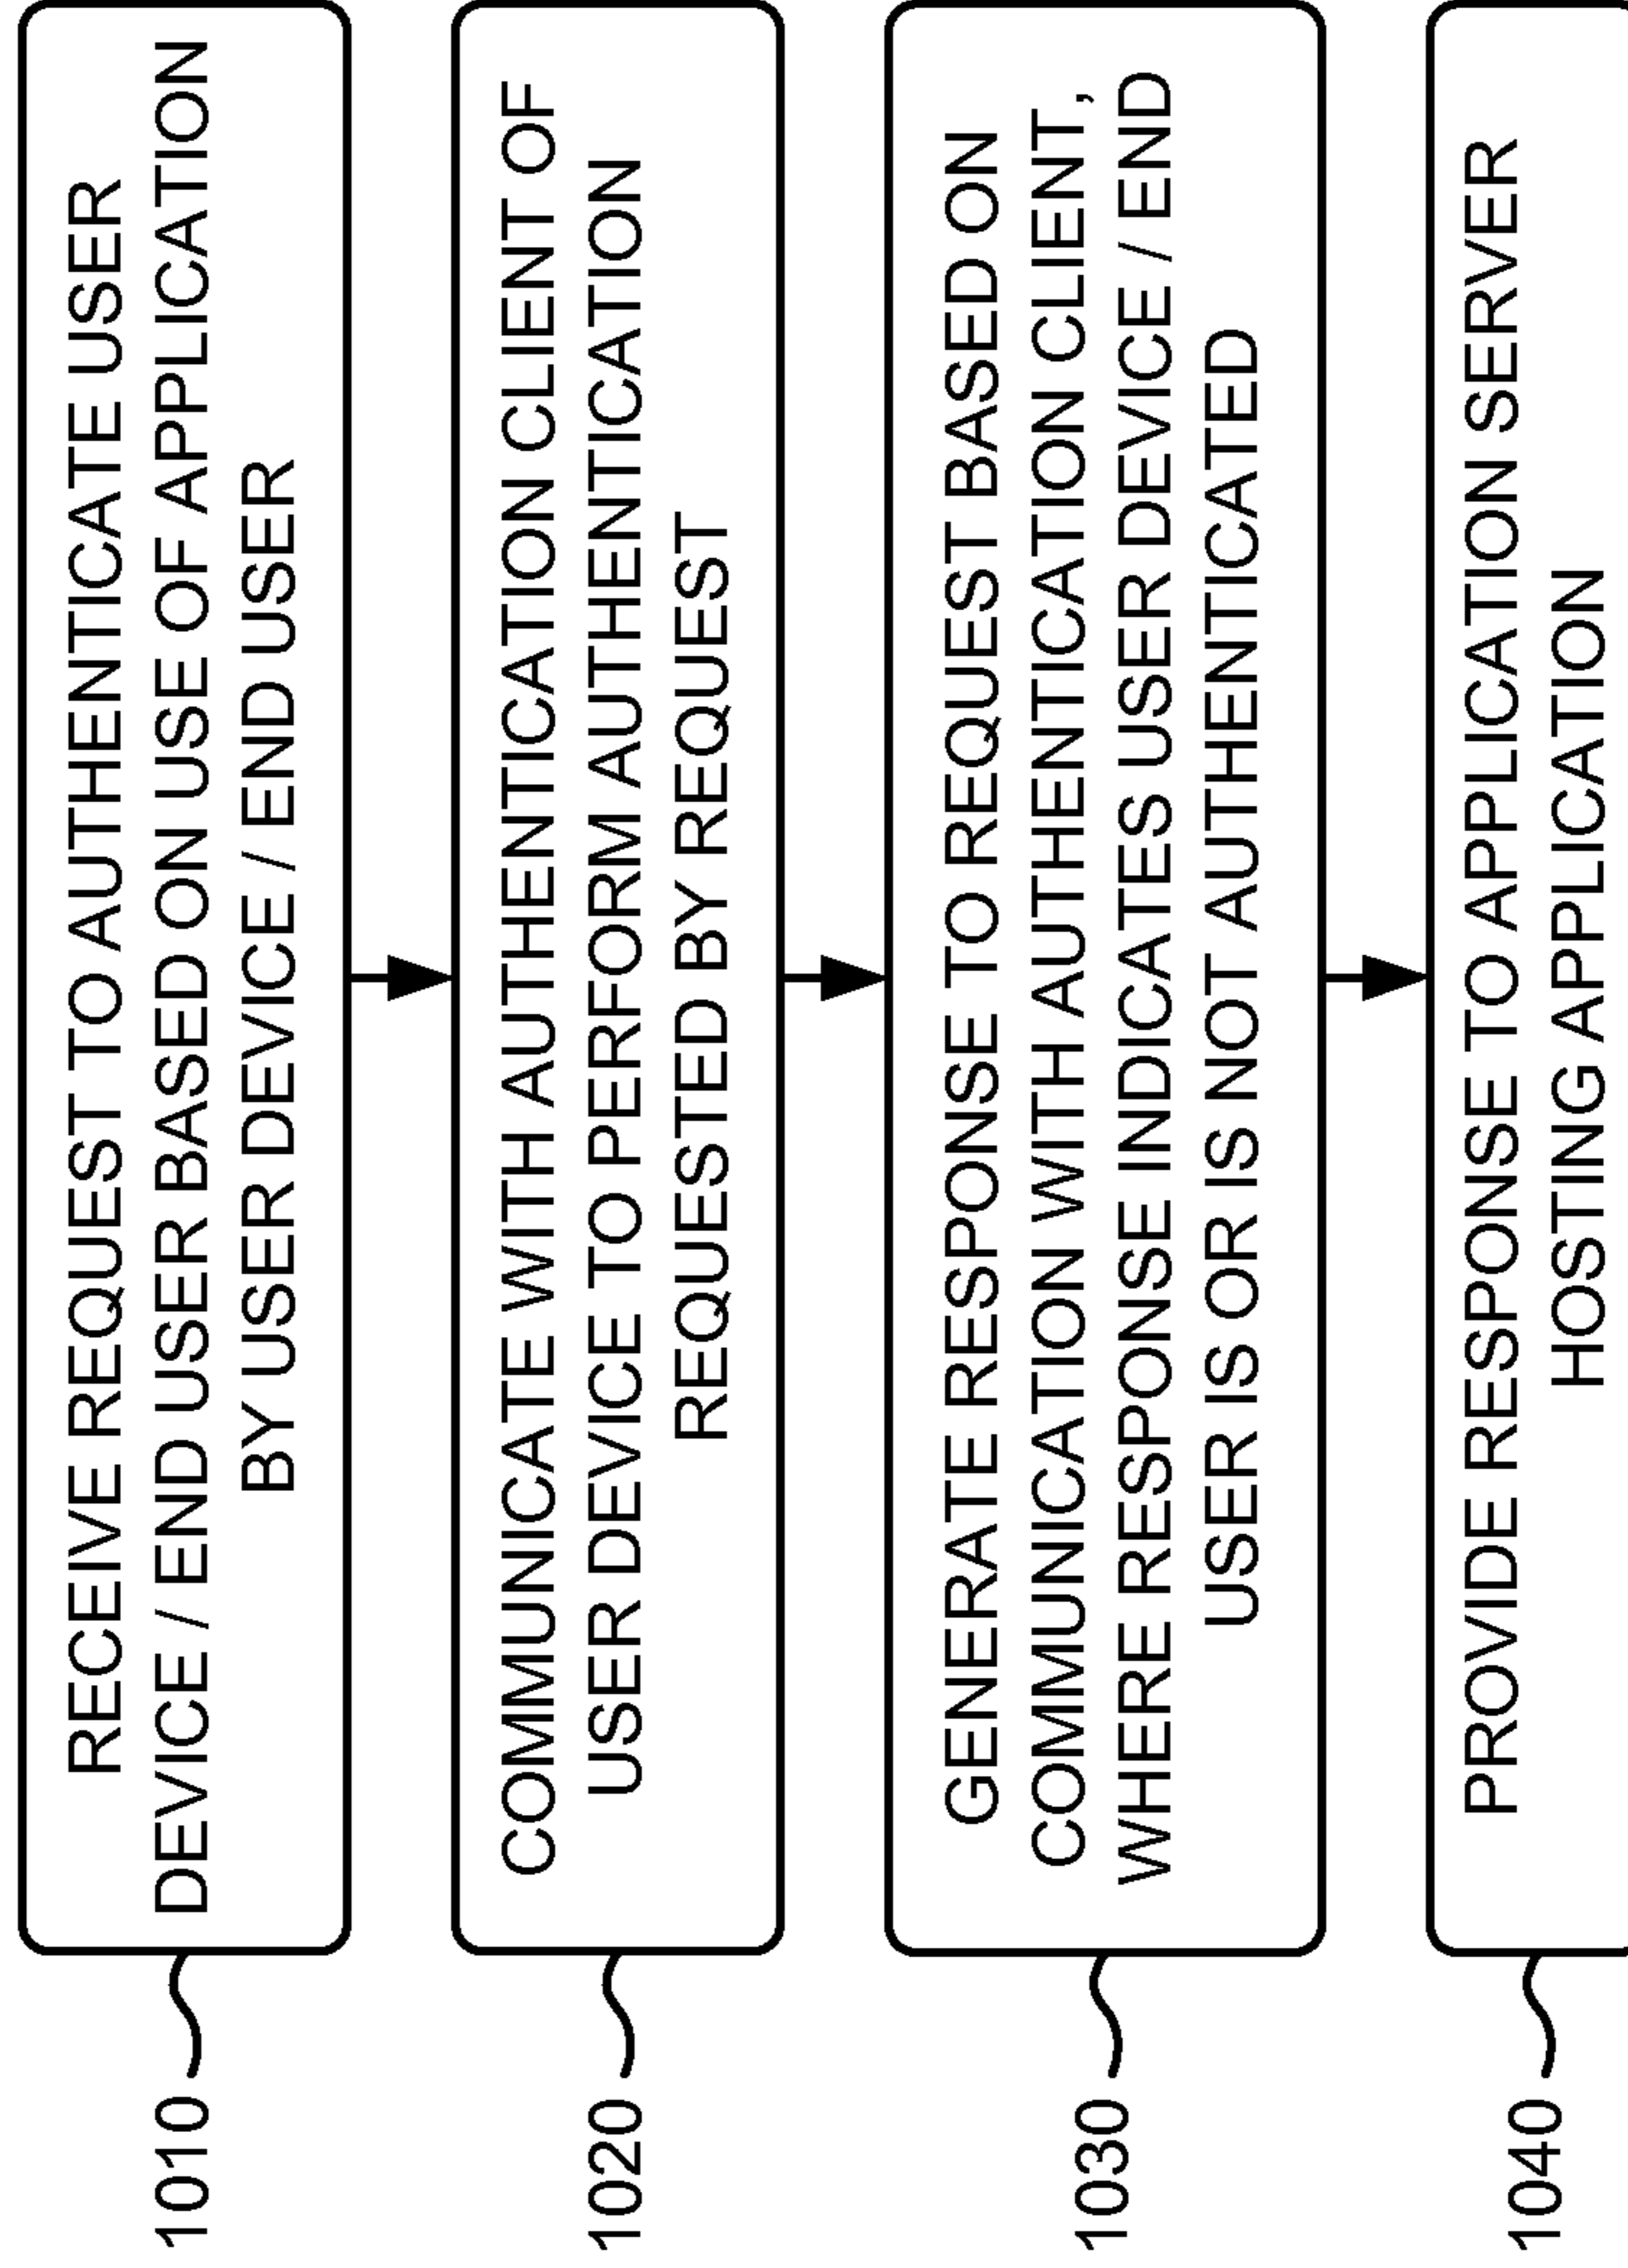 1010
RECEIVE REQUEST TO AUTHENTICATE USER
DEVICE / END USER BASED ON USE OF APPLICATION
BY USER DEVICE / END USER
1020
COMMUNICATE WITH AUTHENTICATION CLIENT OF
USER DEVICE TO PERFORM AUTHENTICATION
REQUESTED BY REQUEST
1030
GENERATE RESPONSE TO REQUEST BASED ON
COMMUNICATION WITH AUTHENTICATION CLIENT,
WHERE RESPONSE INDICATES USER DEVICE / END
USER IS OR IS NOT AUTHENTICATED
1040
PROVIDE RESPONSE TO APPLICATION SERVER
HOSTING APPLICATION